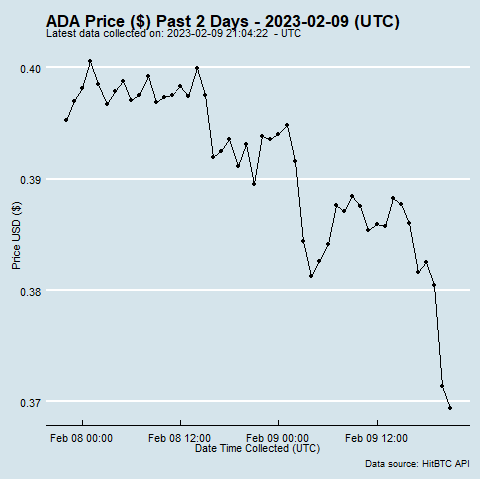 ADA Price ($) Past 2 Days - 2023-02-09 (UTC)
Latest data collected on: 2023-02-09 21:04:22  - UTC
0.40
0.39
0.38
0.37
Price USD ($)
Feb 08 00:00 Feb 08 12:00 Feb 09 00:00 Feb 09 12:00
Date Time Collected (UTC)
Data source: HitBTC API